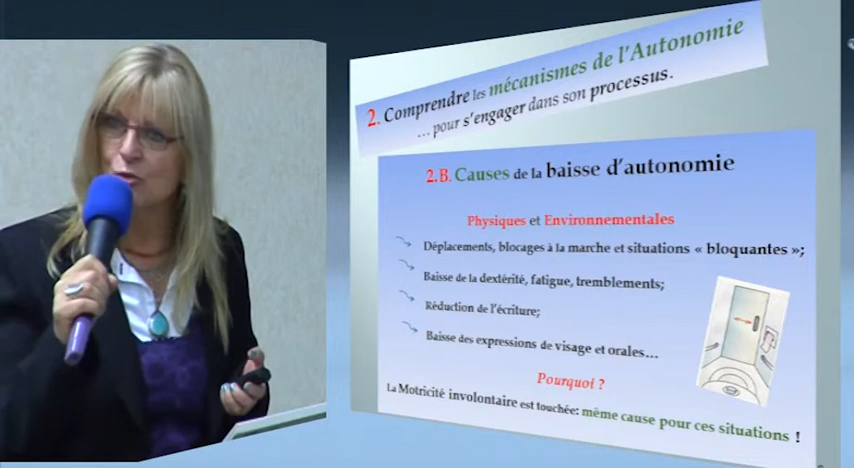 2. Comprendre les mécanismes de l'Autonomie
... pour s'engager dans son processus.
2.B. Causes de la baisse d'autonomie
Physiques et Environnementales
Déplacements, blocages à la marche et situations « bloquantes »;
Baisse de la dextérité, fatigue, tremblements;
Réduction de l'écriture;
Baisse des expressions de visage et orales...
Pourquoi ?
La Motricité involontaire est touchée: même cause pour ces situations !